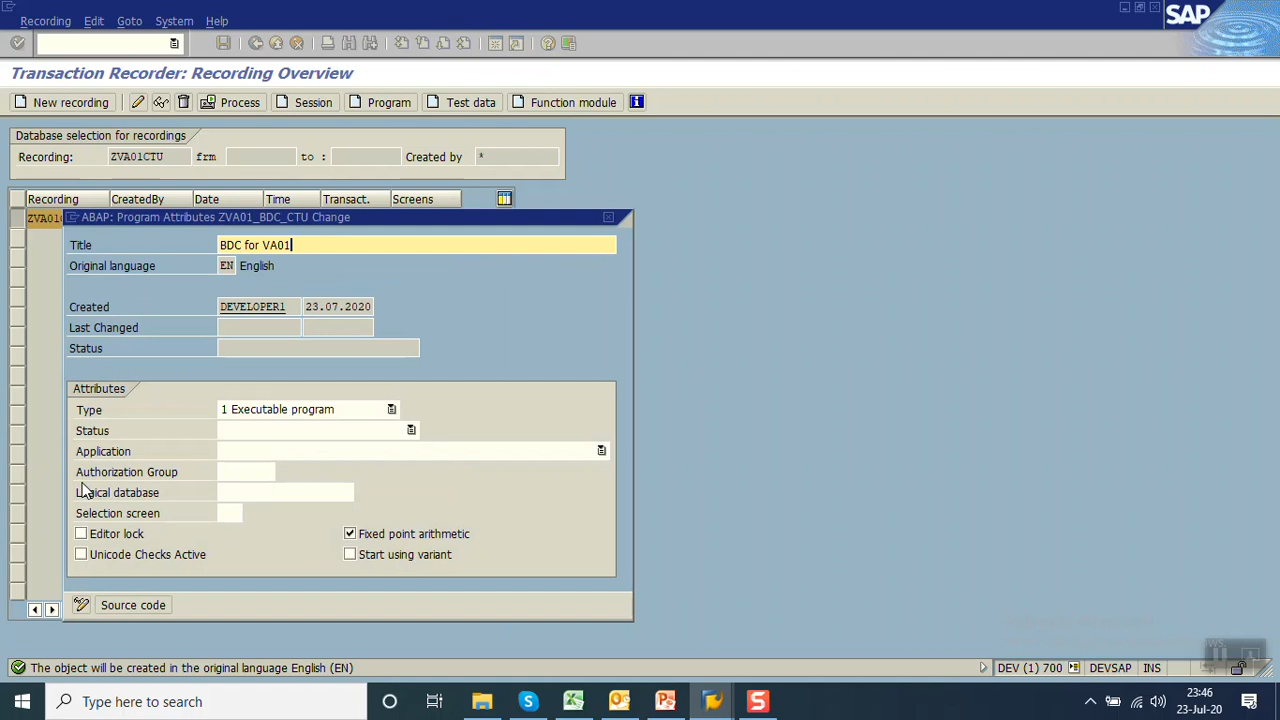 Recording Edit Goto System Help
SAP
Transaction Recorder: Recording Overview
New recording Process Session Program Test data Function module
Database selection for recordings
Recording: ZVA01CTU frm to : Created by *
Recording CreatedBy Date Time Transact. Screens
ZVA01C
ABAP: Program Attributes ZVA01_BDC_CTU Change
Title BDC for VA01
Original language EN English
Created DEVELOPER1 23.07.2020
Last Changed
Status
Attributes
Type 1 Executable program
Status
Application
Authorization Group
Logical database
Selection screen
Editor lock Fixed point arithmetic
Unicode Checks Active Start using variant
Source code
The object will be created in the original language English (EN) DEV (1) 700 DEVSAP INS
Type here to search
23:46
23-Jul-20